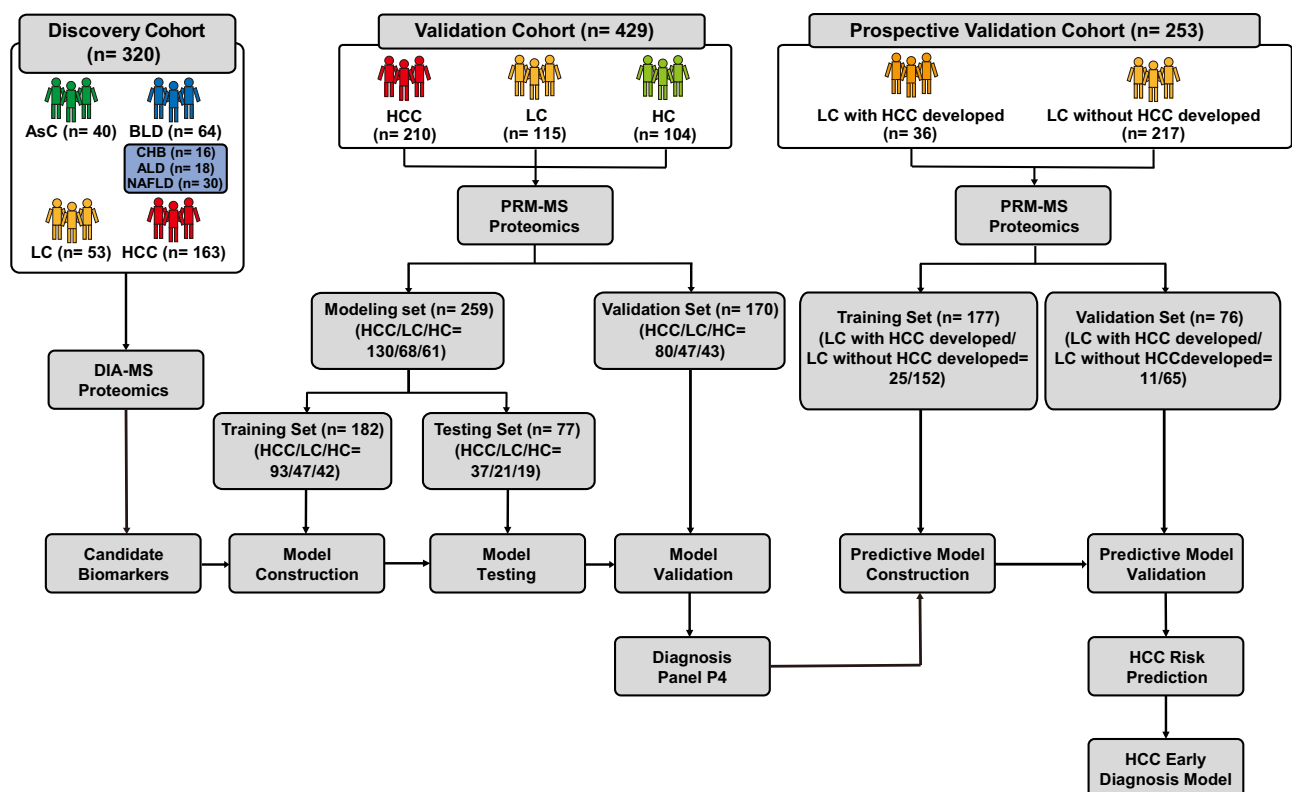 Discovery Cohort
(n= 320)
AsC (n= 40)
BLD (n= 64)
CHB (n= 16)
ALD (n= 18)
NAFLD (n= 30)
LC (n= 53)
HCC (n= 163)
DIA-MS
Proteomics
Candidate
Biomarkers
Validation Cohort (n= 429)
HCC
(n= 210)
LC
(n= 115)
HC
(n= 104)
PRM-MS
Proteomics
Modeling set (n= 259)
(HCC/LC/HC=
130/68/61)
Validation Set (n= 170)
(HCC/LC/HC=
80/47/43)
Training Set (n= 182)
(HCC/LC/HC=
93/47/42)
Testing Set (n= 77)
(HCC/LC/HC=
37/21/19)
Model
Construction
Model
Testing
Model
Validation
Diagnosis
Panel P4
Prospective Validation Cohort (n= 253)
LC with HCC developed
(n= 36)
LC without HCC developed
(n= 217)
PRM-MS
Proteomics
Training Set (n= 177)
(LC with HCC developed/
LC without HCC developed=
25/152)
Validation Set (n= 76)
(LC with HCC developed/
LC without HCCdeveloped=
11/65)
Predictive Model
Construction
Predictive Model
Validation
HCC Risk
Prediction
HCC Early
Diagnosis Model